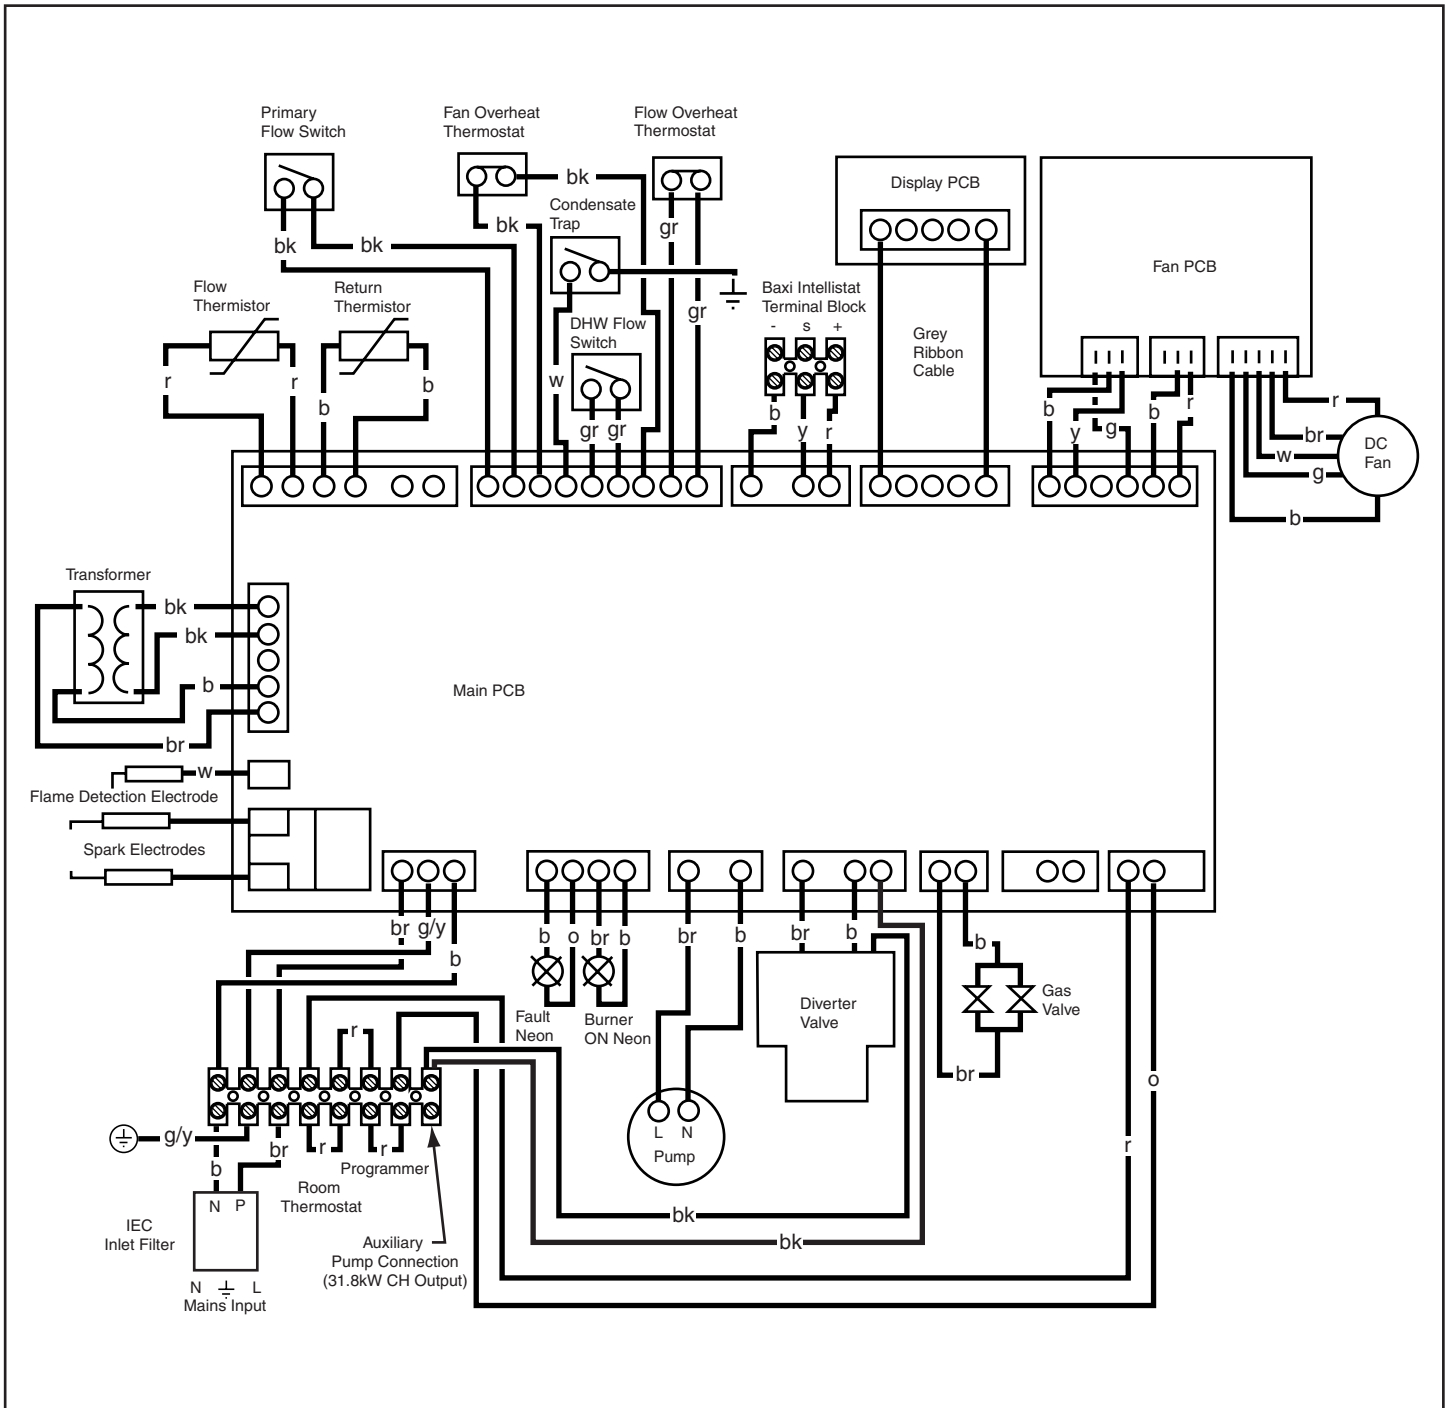 Primary
Flow Switch
Fan Overheat
Thermostat
Flow Overheat
Thermostat
bk
Condensate
Trap
bk
gr
Display PCB
bk
bk
Fan PCB
Flow
Thermistor
Return
Thermistor
gr
Baxi Intellistat
Terminal Block
- s +
DHW Flow
Switch
Grey
Ribbon
Cable
r
r
b
b
w
gr
gr
b
y
r
b
y
g
b
r
r
br
w
g
b
DC
Fan
Transformer
bk
bk
b
br
Main PCB
w
Flame Detection Electrode
Spark Electrodes
br
g/y
b
b
o
br
b
br
b
br
b
b
Fault
Neon
Burner
ON Neon
Diverter
Valve
Gas
Valve
br
r
o
r
g/y
br
b
r
r
L
N
Pump
Programmer
Room
Thermostat
N
P
IEC
Inlet Filter
Auxiliary
Pump Connection
(31.8kW CH Output)
bk
bk
N
L
Mains Input